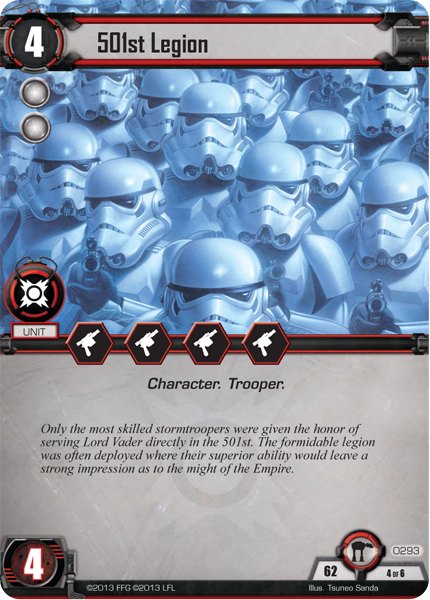 4
501st Legion
UNIT
Character. Trooper.
Only the most skilled stormtroopers were given the honor of
serving Lord Vader directly in the 501st. The formidable legion
was often deployed where their superior ability would leave a
strong impression as to the might of the Empire.
4
0293
62
4 OF 6
©2013 FFG ©2013 LFL
Illus. Tsuneo Sanda